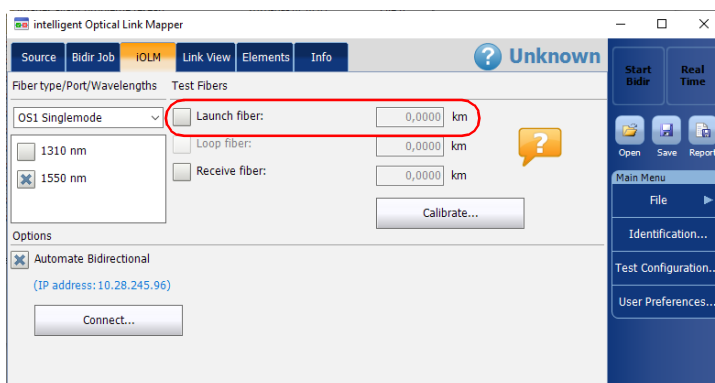 intelligent Optical Link Mapper
Source Bidir Job iOLM Link View Elements Info
? Unknown
Start Bidir
Real Time
Fiber type/Port/Wavelengths
Test Fibers
OS1 Singlemode
1310 nm
1550 nm
Launch fiber: 0,0000 km
Loop fiber: 0,0000 km
Receive fiber: 0,0000 km
?
Calibrate...
Options
Automate Bidirectional
(IP address:10.28.245.96)
Connect...
Open Save Report
Main Menu
File
Identification...
Test Configuration..
User Preferences...